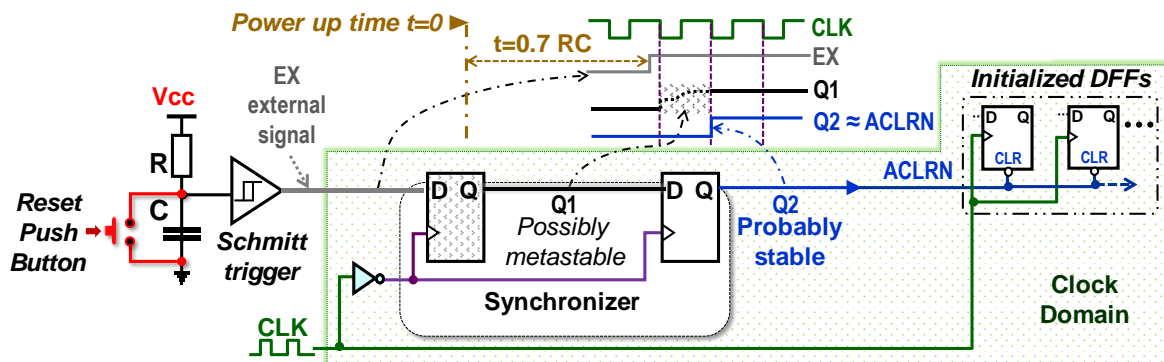 Power up time t=0
CLK
t=0.7 RC
EX
Q1
Q2 ≈ ACLRN
Initialized DFFs
D Q
CLR
D Q
CLR
Vcc
R
C
EX
external
signal
Reset
Push
Button
Schmitt
trigger
D Q
Q1
Possibly
metastable
D Q
Q2
Probably
stable
ACLRN
Synchronizer
CLK
Clock
Domain